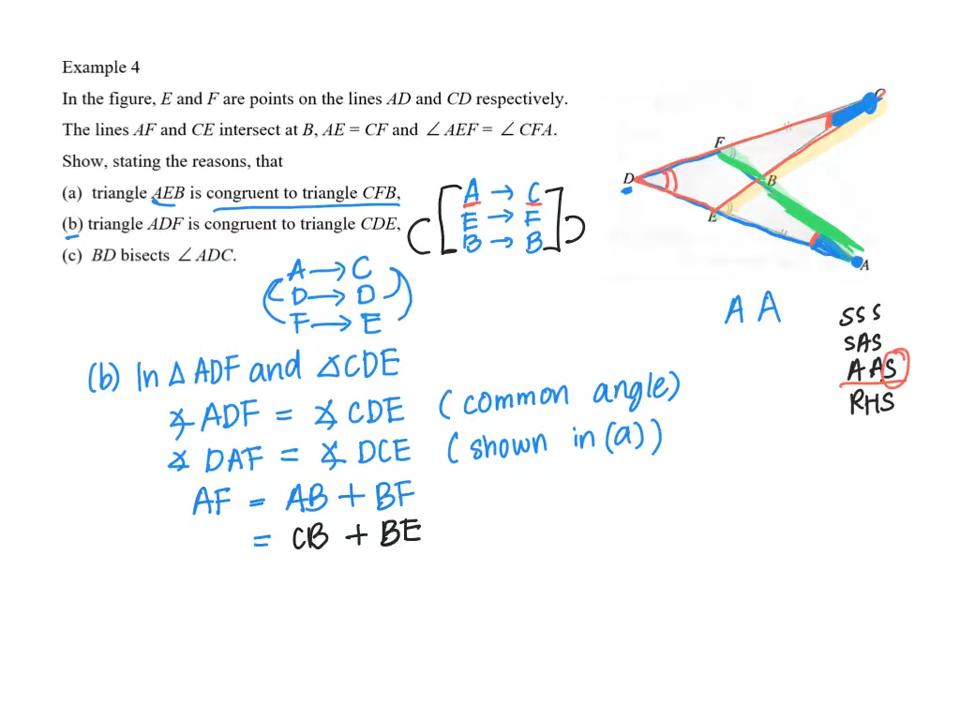 Example 4
In the figure, E and F are points on the lines AD and CD respectively.
The lines AF and CE intersect at B, AE = CF and ∠ AEF = ∠ CFA.
Show, stating the reasons, that
(a) triangle AEB is congruent to triangle CFB,
(b) triangle ADF is congruent to triangle CDE,
(c) BD bisects ∠ ADC.
A → C
E → F
B → B
A → C
D → D
F → E
C
F
D
B
E
A
A A
SSS
SAS
AAS
RHS
(b) In △ ADF and △CDE
∡ ADF = ∡ CDE (common angle)
∡ DAF = ∡ DCE (shown in (a))
AF = AB + BF
= CB + BE